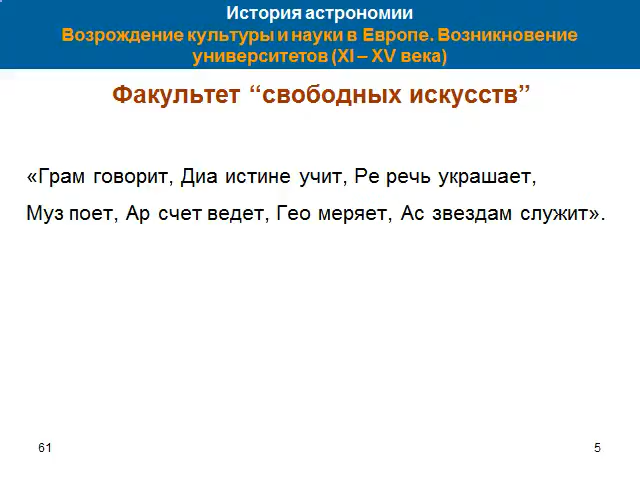 История астрономии
Возрождение культуры и науки в Европе. Возникновение
университетов (XI – XV века)
Факультет “свободных искусств”
«Грам говорит, Диа истине учит, Ре речь украшает,
Муз поет, Ар счет ведет, Гео меряет, Ас звездам служит».
61
5